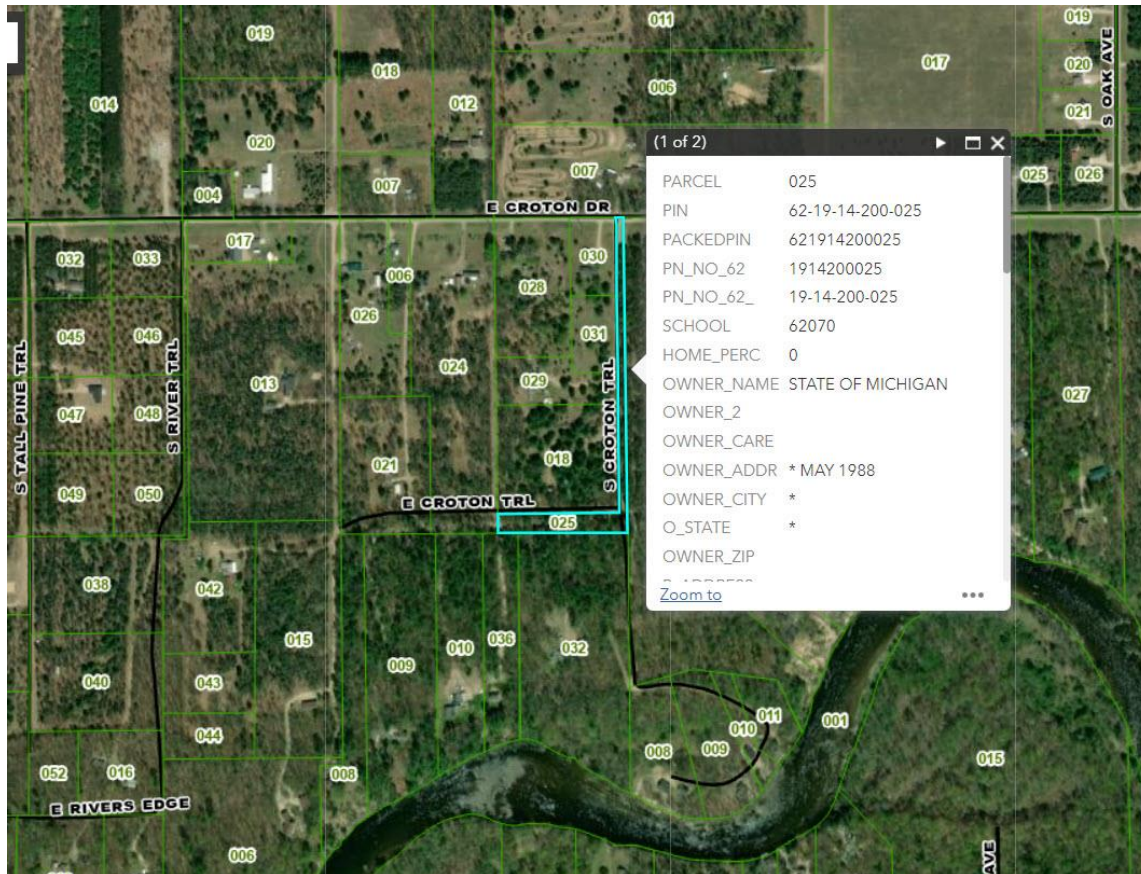 011
019
019
018
017
020
014
012
006
021
S OAK AVE
020
007
007
004
025
026
E CROTON DR
017
032
033
030
006
028
026
045
046
031
024
S TALL PINE TRL
S RIVER TRL
013
029
S CROTON TRL
027
047
048
018
021
049
050
E CROTON TRL
025
038
042
015
036
010
032
009
040
043
011
010
001
044
009
008
015
052
016
008
E RIVERS EDGE
006
AVE
(1 of 2)
PARCEL 025
PIN 62-19-14-200-025
PACKEDPIN 621914200025
PN_NO_62 1914200025
PN_NO_62_ 19-14-200-025
SCHOOL 62070
HOME_PERC 0
OWNER_NAME STATE OF MICHIGAN
OWNER_2
OWNER_CARE
OWNER_ADDR * MAY 1988
OWNER_CITY *
O_STATE *
OWNER_ZIP
Zoom to